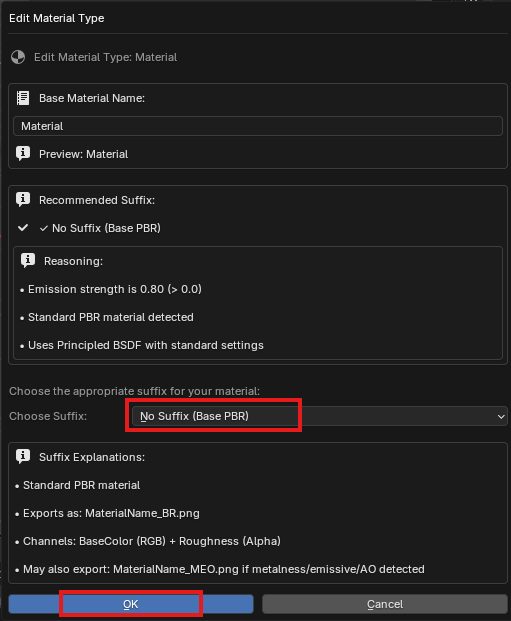 Edit Material Type
Edit Material Type: Material
Base Material Name:
Material
Preview: Material
Recommended Suffix:
✓ No Suffix (Base PBR)
Reasoning:
• Emission strength is 0.80 (> 0.0)
• Standard PBR material detected
• Uses Principled BSDF with standard settings
Choose the appropriate suffix for your material:
Choose Suffix: No Suffix (Base PBR)
Suffix Explanations:
• Standard PBR material
• Exports as: MaterialName_BR.png
• Channels: BaseColor (RGB) + Roughness (Alpha)
• May also export: MaterialName_MEO.png if metalness/emissive/AO detected
OK Cancel